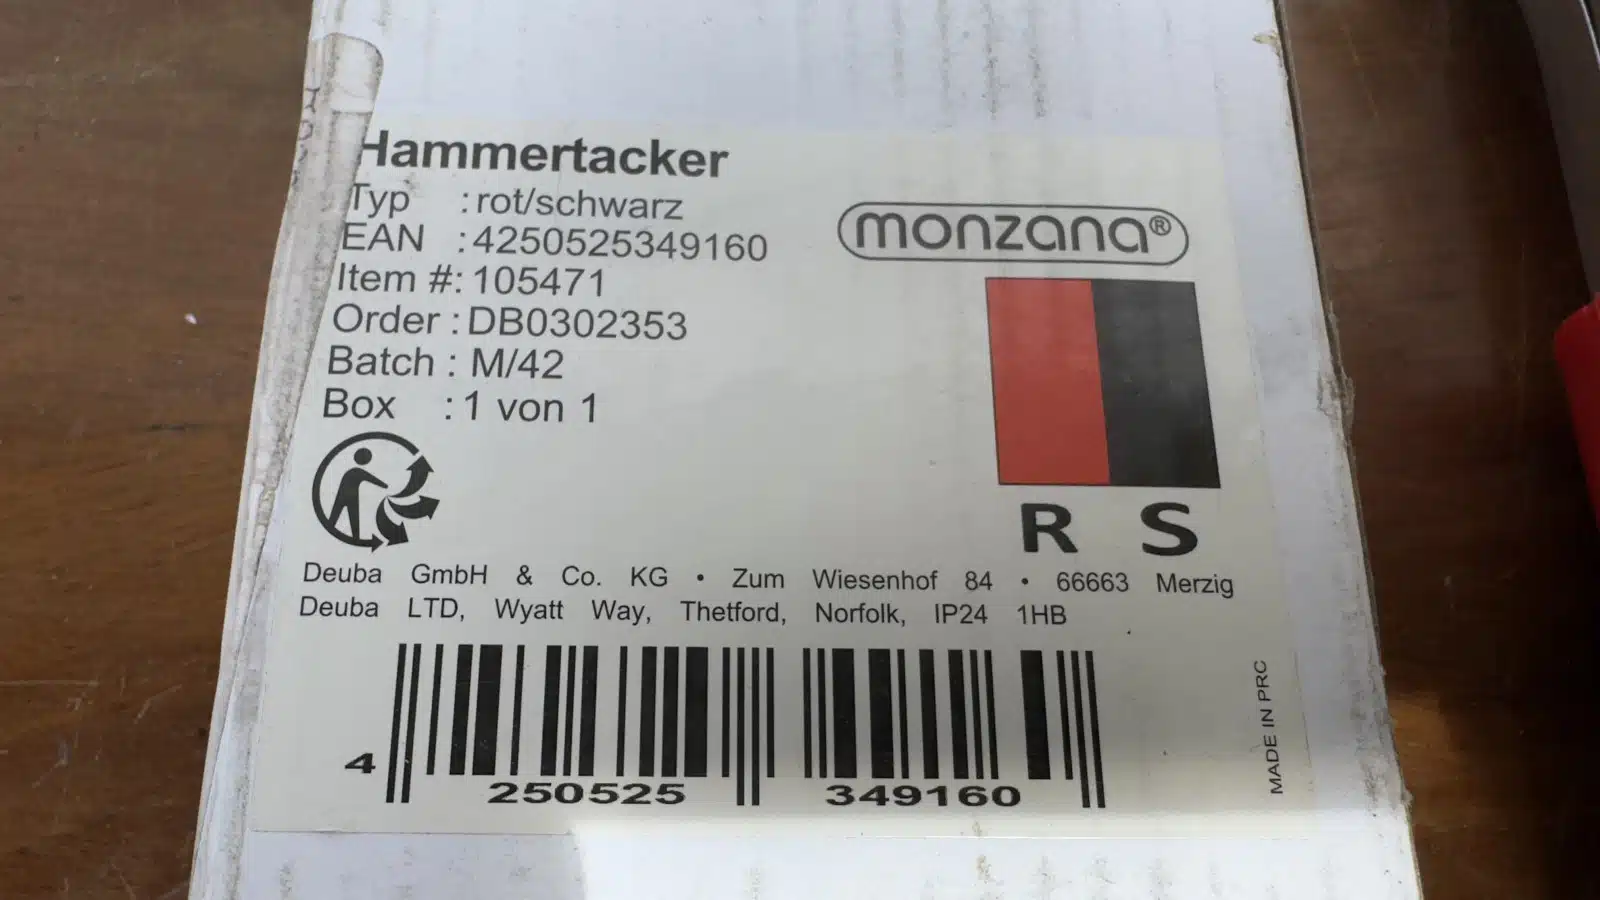 Hammertacker
Typ : rot/schwarz
EAN : 4250525349160
Item #: 105471
Order : DB0302353
Batch : M/42
Box : 1 von 1
monzana®
R S
Deuba GmbH & Co. KG • Zum Wiesenhof 84 • 66663 Merzig
Deuba LTD, Wyatt Way, Thetford, Norfolk, IP24 1HB
4 250525 349160
MADE IN PRC